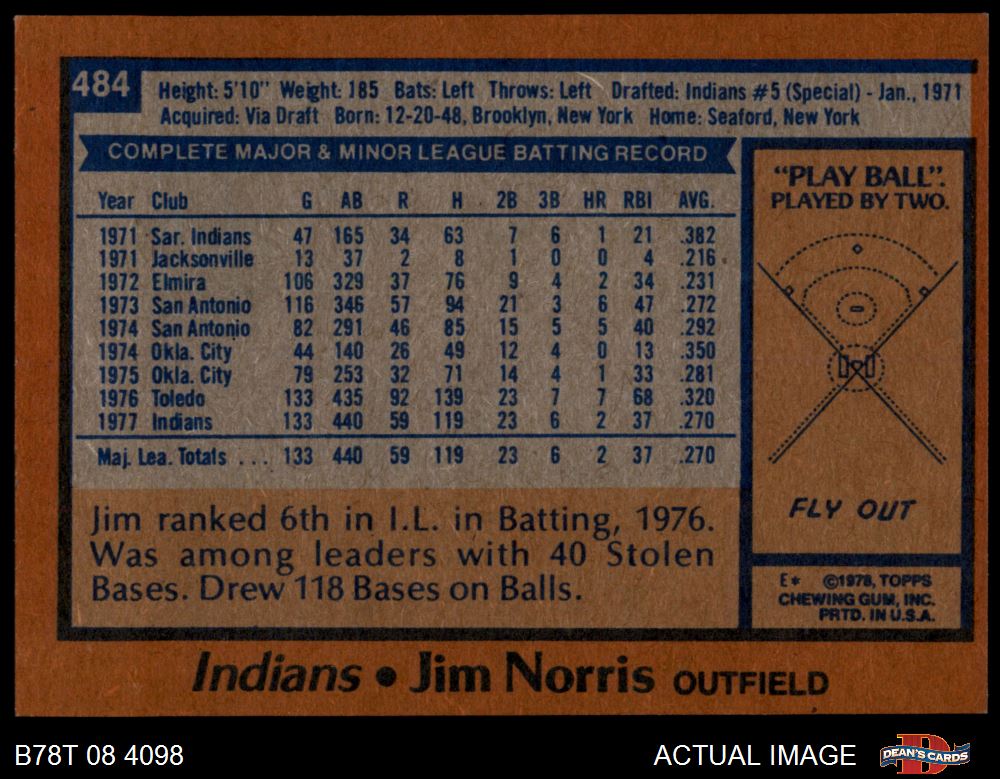 484
Height: 5'10" Weight: 185 Bats: Left Throws: Left Drafted: Indians #5 (Special) - Jan., 1971
Acquired: Via Draft Born: 12-20-48, Brooklyn, New York Home: Seaford, New York
COMPLETE MAJOR & MINOR LEAGUE BATTING RECORD
Year Club G AB R H 2B 3B HR RBI AVG.
1971 Sar. Indians 47 165 34 63 7 6 1 21 .382
1971 Jacksonville 13 37 2 8 1 0 0 4 .216
1972 Elmira 106 329 37 76 9 4 2 34 .231
1973 San Antonio 116 346 57 94 21 3 6 47 .272
1974 San Antonio 82 291 46 85 15 5 5 40 .292
1974 Okla. City 44 140 26 49 12 4 0 13 .350
1975 Okla. City 79 253 32 71 14 4 1 33 .281
1976 Toledo 133 435 92 139 23 7 7 68 .320
1977 Indians 133 440 59 119 23 6 2 37 .270
Maj. Lea. Totals . . . 133 440 59 119 23 6 2 37 .270
Jim ranked 6th in I.L. in Batting, 1976.
Was among leaders with 40 Stolen
Bases. Drew 118 Bases on Balls.
"PLAY BALL".
PLAYED BY TWO.
FLY OUT
E* ©1978, TOPPS
CHEWING GUM, INC.
PRTD. IN U.S.A.
Indians • Jim Norris OUTFIELD
B78T 08 4098
ACTUAL IMAGE
D
DEAN'S CARDS